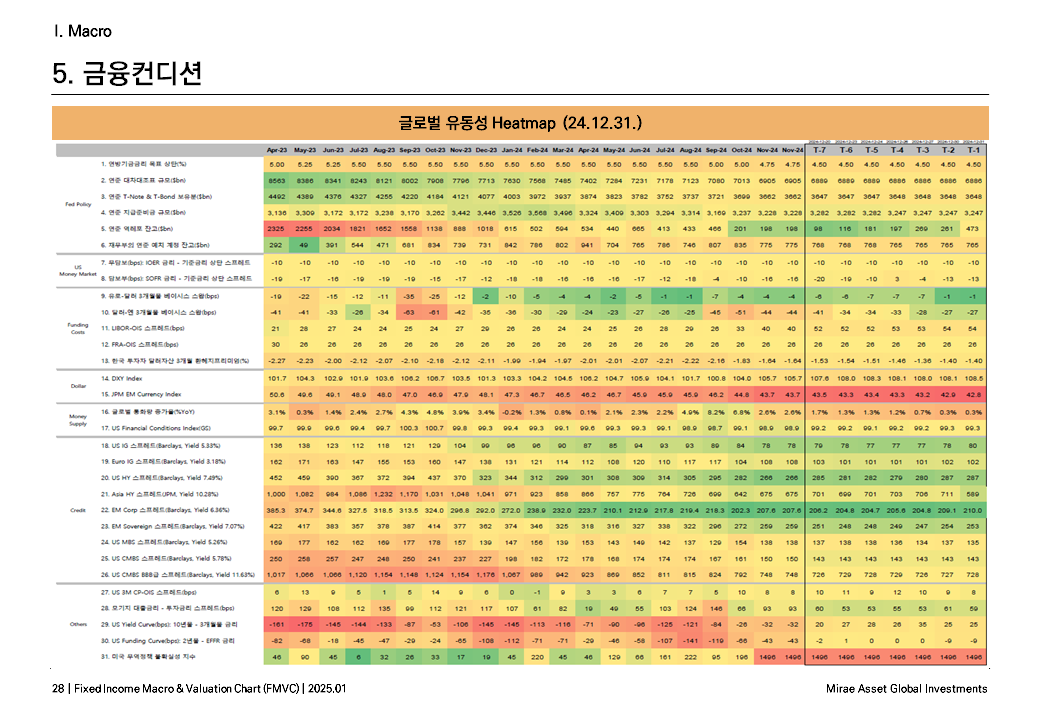 I. Macro
5. 금융컨디션
글로벌 유동성 Heatmap (24.12.31.)
Apr-23 May-23 Jun-23 Jul-23 Aug-23 Sep-23 Oct-23 Nov-23 Dec-23 Jan-24 Feb-24 Mar-24 Apr-24 May-24 Jun-24 Jul-24 Aug-24 Sep-24 Oct-24 Nov-24 Nov-24 T-7 T-6 T-5 T-4 T-3 T-2 T-1
Fed Policy
1. 연방기금금리 목표 상단(%) 5.00 5.25 5.25 5.50 5.50 5.50 5.50 5.50 5.50 5.50 5.50 5.50 5.50 5.50 5.50 5.50 5.50 5.00 5.00 4.75 4.75 4.50 4.50 4.50 4.50 4.50 4.50 4.50
2. 연준 대차대조표 규모($bn) 8563 8386 8341 8243 8121 8002 7908 7796 7713 7630 7568 7485 7402 7284 7231 7178 7123 7080 7013 6905 6905 6889 6889 6886 6886 6886 6886 6886
3. 연준 T-Note & T-Bond 보유분($bn) 4492 4389 4376 4327 4255 4220 4184 4121 4077 4003 3972 3937 3874 3823 3782 3752 3737 3721 3699 3662 3662 3647 3647 3648 3648 3648 3648 3648
4. 연준 지급준비금 규모($bn) 3,136 3,309 3,172 3,172 3,238 3,170 3,262 3,442 3,446 3,526 3,568 3,496 3,324 3,409 3,303 3,294 3,314 3,169 3,237 3,228 3,228 3,282 3,282 3,247 3,247 3,247 3,247 3,247
5. 연준 역레포 잔고($bn) 2325 2255 2034 1821 1652 1558 1138 888 1018 615 502 594 534 440 665 413 433 466 201 198 198 98 116 181 197 269 261 473
6. 재무부의 연준 예치 계정 잔고($bn) 292 49 391 544 471 681 834 739 731 842 786 802 941 704 765 786 746 807 835 775 775 768 768 768 765 765 765 765
US Money Market
7. 무담보(bps): IOER 금리 - 기준금리 상단 스프레드 -10 -10 -10 -10 -10 -10 -10 -10 -10 -10 -10 -10 -10 -10 -10 -10 -10 -10 -10 -10 -10 -10 -10 -10 -10 -10 -10 -10
8. 담보부(bps): SOFR 금리 - 기준금리 상단 스프레드 -19 -17 -16 -19 -19 -19 -15 -17 -12 -18 -18 -16 -16 -16 -17 -12 -18 -4 -10 -16 -16 -20 -19 -10 3 -4 -13 -13
Funding Costs
9. 유로-달러 3개월물 베이시스 스왑(bps) -19 -22 -15 -12 -11 -35 -25 -12 -2 -10 -5 -4 -4 -2 -5 -1 -1 -7 -4 -4 -4 -6 -6 -7 -7 -7 -1 -1
10. 달러-엔 3개월물 베이시스 스왑(bps) -41 -41 -33 -26 -34 -63 -61 -42 -35 -36 -30 -29 -24 -23 -27 -26 -25 -45 -51 -44 -44 -41 -34 -34 -33 -28 -27 -27
11. LIBOR-OIS 스프레드(bps) 21 28 27 24 24 25 24 27 29 26 26 24 24 25 26 28 29 26 33 40 40 52 52 52 53 53 54 54
12. FRA-OIS 스프레드(bps) 30 26 26 26 26 26 26 26 26 26 26 26 26 26 26 26 26 26 26 26 26 26 26 26 26 26 26 26
13. 한국 투자자 달러자산 3개월 환헤지프리미엄(%) -2.27 -2.23 -2.00 -2.12 -2.07 -2.10 -2.18 -2.12 -2.11 -1.99 -1.94 -1.97 -2.01 -2.01 -2.07 -2.21 -2.22 -2.16 -1.83 -1.64 -1.64 -1.53 -1.54 -1.51 -1.46 -1.36 -1.40 -1.40
Dollar
14. DXY Index 101.7 104.3 102.9 101.9 103.6 106.2 106.7 103.5 101.3 103.3 104.2 104.5 106.2 104.7 105.9 104.1 101.7 100.8 104.0 105.7 105.7 107.6 108.0 108.3 108.1 108.0 108.1 108.5
15. JPM EM Currency Index 50.6 49.6 49.1 48.9 48.0 47.0 46.9 47.9 48.1 47.3 46.7 46.5 46.2 46.7 45.9 45.9 45.9 46.2 44.8 43.7 43.7 43.5 43.3 43.4 43.3 43.2 42.9 42.8
Money Supply
16. 글로벌 통화량 증가율(%YoY) 3.1% 0.3% 1.4% 2.4% 2.7% 4.3% 4.8% 3.9% 3.4% -0.2% 1.3% 0.8% 0.1% 2.1% 2.3% 2.2% 4.9% 8.2% 6.8% 2.6% 2.6% 1.7% 1.3% 1.3% 1.2% 0.7% 0.3% 0.3%
17. US Financial Conditions Index(GS) 99.7 99.9 99.6 99.4 99.7 100.3 100.7 99.8 99.3 99.4 99.3 99.1 99.6 99.3 99.1 99.1 98.9 98.7 99.1 98.9 98.9 99.2 99.1 99.1 99.1 99.2 99.3 99.3
Credit
18. US IG 스프레드(Barclays, Yield 5.33%) 136 138 123 112 118 121 129 104 99 96 96 90 87 85 94 93 93 89 84 78 78 79 78 77 77 77 78 80
19. Euro IG 스프레드(Barclays, Yield 3.18%) 162 171 163 147 155 153 160 147 138 131 121 114 112 108 120 110 117 117 104 108 108 103 101 101 101 101 102 102
20. US HY 스프레드(Barclays, Yield 7.49%) 452 459 390 367 372 394 437 370 323 344 312 299 301 308 309 314 305 295 282 266 266 285 281 282 279 280 287 287
21. Asia HY 스프레드(JPM, Yield 10.28%) 1,000 1,082 984 1,086 1,232 1,170 1,031 1,048 1,041 971 923 858 866 757 775 764 726 699 642 675 675 701 699 701 703 706 711 589
22. EM Corp 스프레드(Barclays, Yield 6.36%) 385.3 374.7 344.6 327.5 318.5 313.5 324.0 296.8 292.0 272.0 238.9 232.0 223.7 210.1 212.9 217.8 219.4 218.3 202.3 207.6 207.6 206.2 204.8 204.7 205.6 204.8 209.1 210.0
23. EM Sovereign 스프레드(Barclays, Yield 7.07%) 422 417 383 357 378 387 414 377 362 374 346 325 318 316 327 338 322 296 272 259 259 251 248 248 249 247 254 253
24. US MBS 스프레드(Barclays, Yield 5.26%) 169 177 162 162 169 177 178 157 139 147 156 139 153 143 149 142 137 129 154 138 138 137 138 138 136 134 137 135
25. US CMBS 스프레드(Barclays, Yield 5.78%) 250 258 257 247 248 250 241 237 227 198 182 172 178 168 174 174 174 167 161 150 150 143 143 143 143 143 143 143
26. US CMBS BBB급 스프레드(Barclays, Yield 11.63%) 1,017 1,066 1,066 1,120 1,154 1,148 1,124 1,154 1,176 1,067 989 942 923 869 852 811 815 824 792 748 748 726 729 728 729 726 727 728
Others
27. US 3M CP-OIS 스프레드(bps) 6 13 9 5 1 5 14 9 6 0 -1 9 3 3 6 7 7 5 10 8 8 10 11 9 12 10 9 8
28. 모기지 대출금리 - 투자금리 스프레드(bps) 120 129 108 112 135 99 112 121 117 107 61 82 19 49 55 103 124 146 66 93 93 60 53 53 55 53 61 59
29. US Yield Curve(bps): 10년물 - 3개월물 금리 -161 -175 -145 -144 -133 -87 -53 -106 -145 -145 -113 -116 -71 -90 -96 -125 -121 -84 -26 -32 -32 20 27 28 26 35 25 25
30. US Funding Curve(bps): 2년물 - EFFR 금리 -82 -68 -18 -45 -47 -29 -24 -65 -108 -112 -71 -71 -29 -46 -58 -107 -141 -119 -66 -43 -43 -2 1 0 0 0 -9 -9
31. 미국 무역정책 불확실성 지수 46 90 45 6 32 26 33 17 19 45 220 45 46 129 66 161 222 95 196 1496 1496 1496 1496 1496 1496 1496 1496 1496
28 | Fixed Income Macro & Valuation Chart (FMVC) | 2025.01
Mirae Asset Global Investments